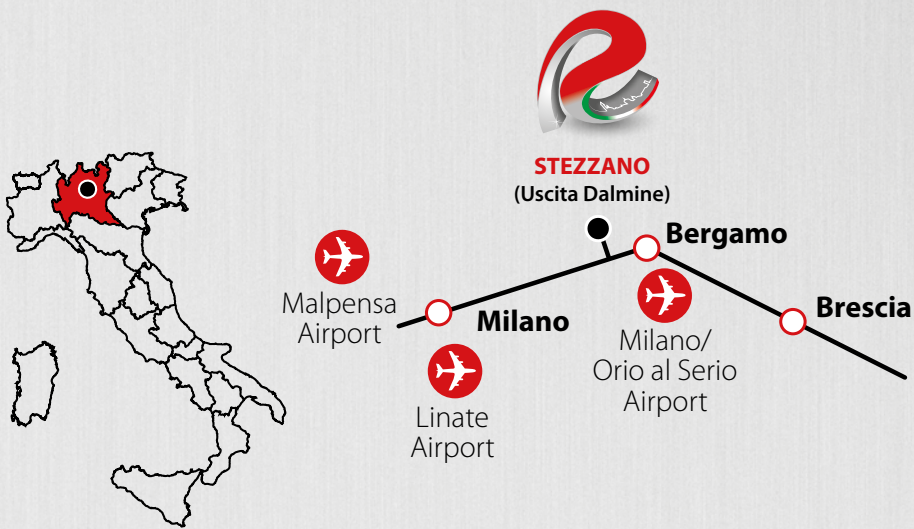 STEZZANO
(Uscita Dalmine)
Bergamo
Malpensa
Airport
Milano
Brescia
Milano/
Orio al Serio
Airport
Linate
Airport